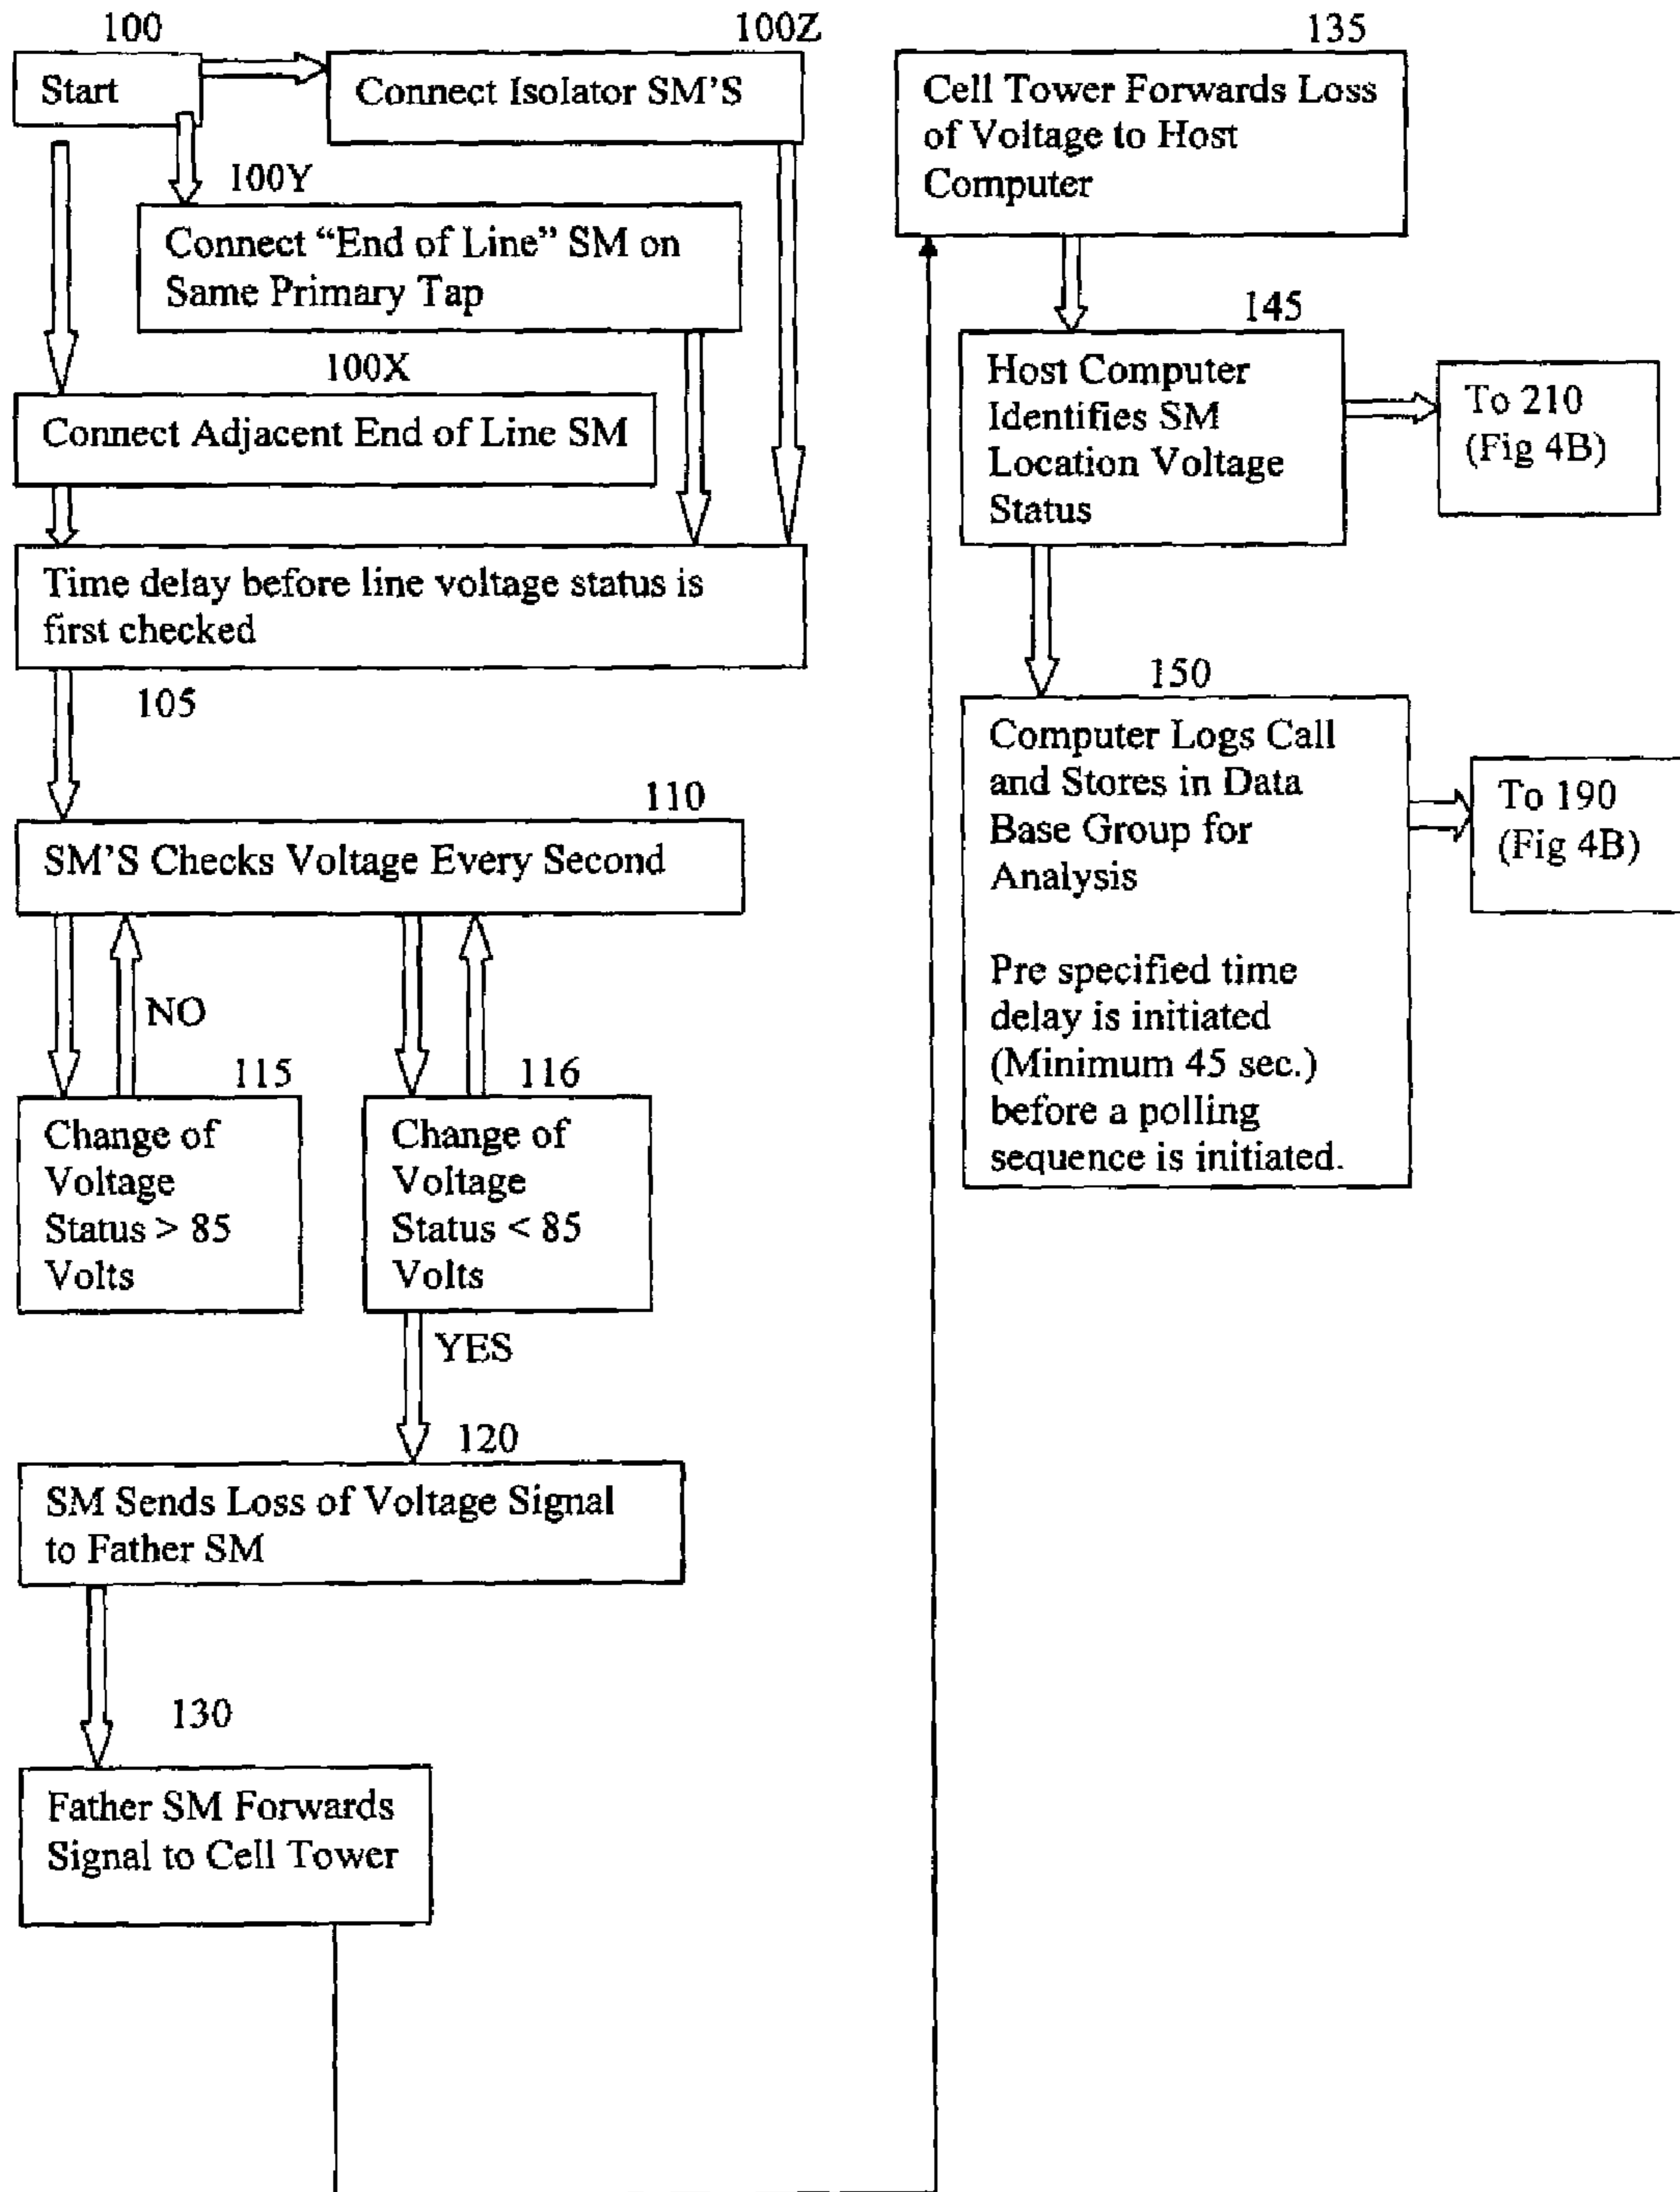 100
Start
100Z
Connect Isolator SM'S
100Y
Connect “End of Line” SM on
Same Primary Tap
100X
Connect Adjacent End of Line SM
Time delay before line voltage status is
first checked
105
110
SM'S Checks Voltage Every Second
NO
115
Change of
Voltage
Status > 85
Volts
116
Change of
Voltage
Status < 85
Volts
YES
120
SM Sends Loss of Voltage Signal
to Father SM
130
Father SM Forwards
Signal to Cell Tower
135
Cell Tower Forwards Loss
of Voltage to Host
Computer
145
Host Computer
Identifies SM
Location Voltage
Status
To 210
(Fig 4B)
150
Computer Logs Call
and Stores in Data
Base Group for
Analysis
Pre specified time
delay is initiated
(Minimum 45 sec.)
before a polling
sequence is initiated.
To 190
(Fig 4B)